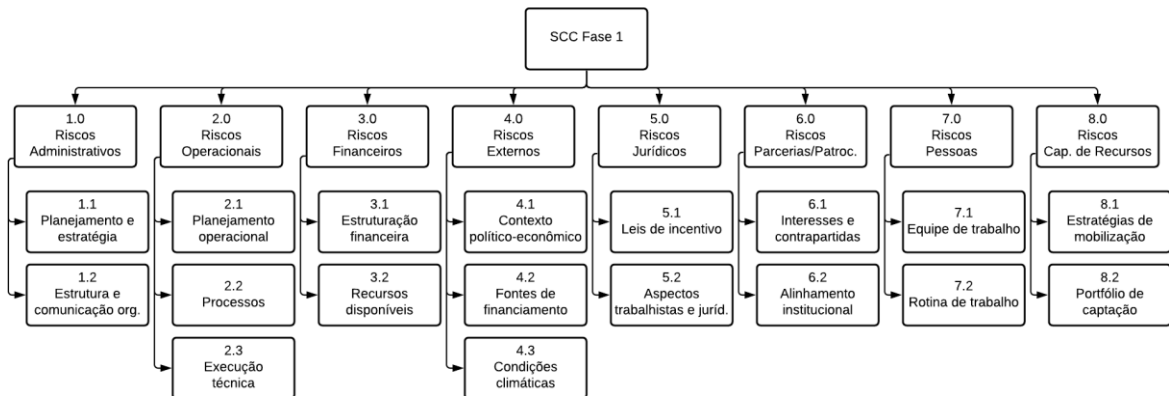 SCC Fase 1
1.0
Riscos
Administrativos
2.0
Riscos
Operacionais
3.0
Riscos
Financeiros
4.0
Riscos
Externos
5.0
Riscos
Jurídicos
6.0
Riscos
Parcerias/Patroc.
7.0
Riscos
Pessoas
8.0
Riscos
Cap. de Recursos
1.1
Planejamento e
estratégia
2.1
Planejamento
operacional
3.1
Estruturação
financeira
4.1
Contexto
político-econômico
5.1
Leis de incentivo
6.1
Interesses e
contrapartidas
7.1
Equipe de trabalho
8.1
Estratégias de
mobilização
1.2
Estrutura e
comunicação org.
2.2
Processos
3.2
Recursos
disponíveis
4.2
Fontes de
financiamento
5.2
Aspectos
trabalhistas e juríd.
6.2
Alinhamento
institucional
7.2
Rotina de trabalho
8.2
Portfólio de
captação
2.3
Execução
técnica
4.3
Condições
climáticas